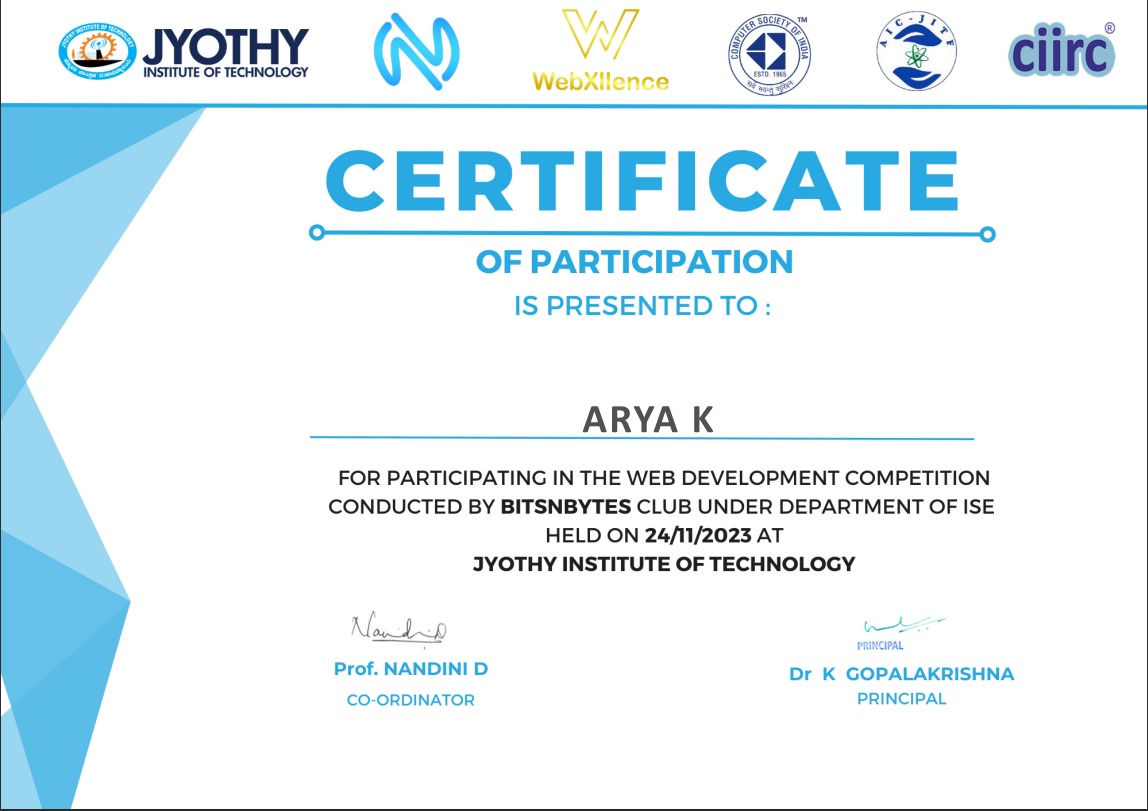 JYOTHY INSTITUTE OF TECHNOLOGY
JYOTHY
INSTITUTE OF TECHNOLOGY
WebXllence
COMPUTER SOCIETY OF INDIA
TM
ESTD. 1965
AIC-JITF
ciirc®
CERTIFICATE
OF PARTICIPATION
IS PRESENTED TO :
ARYA K
FOR PARTICIPATING IN THE WEB DEVELOPMENT COMPETITION
CONDUCTED BY BITSNBYTES CLUB UNDER DEPARTMENT OF ISE
HELD ON 24/11/2023 AT
JYOTHY INSTITUTE OF TECHNOLOGY
Nandini D
PRINCIPAL
Prof. NANDINI D
Dr K GOPALAKRISHNA
CO-ORDINATOR
PRINCIPAL